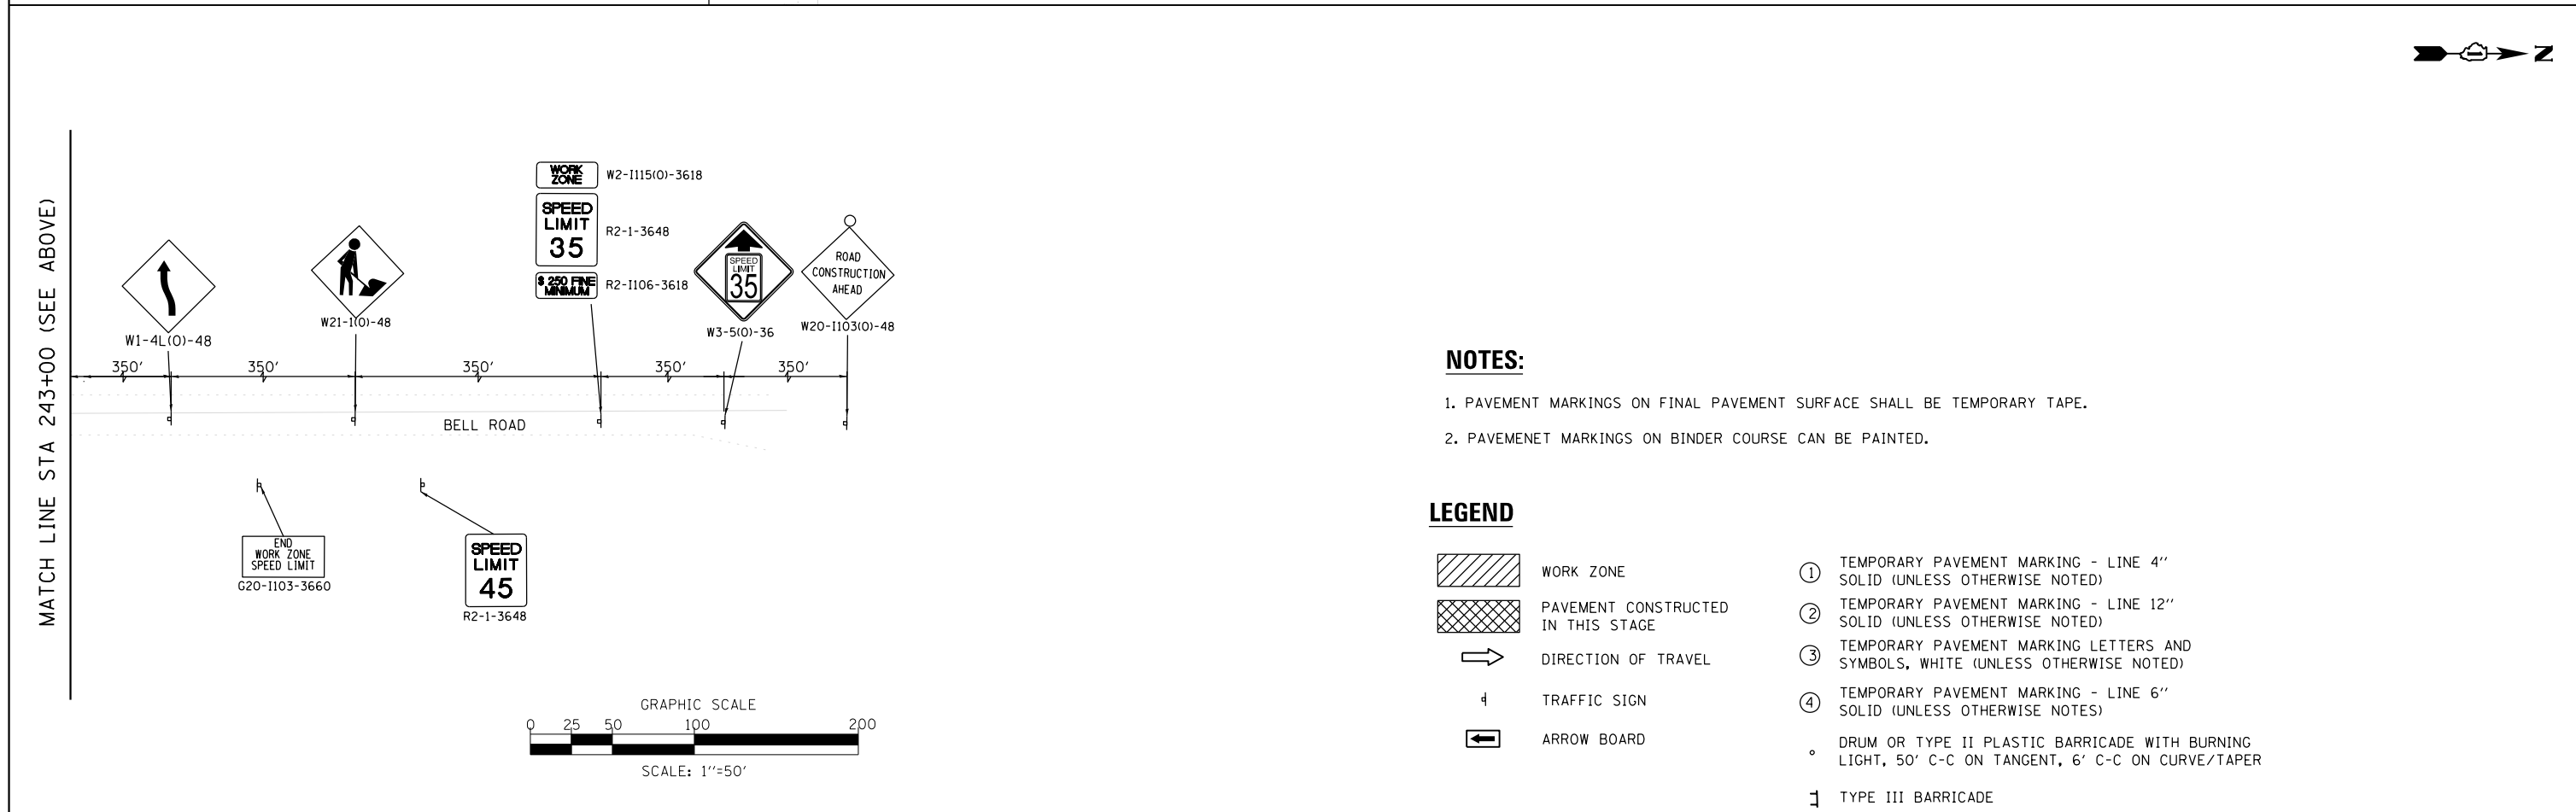 N
MATCH LINE STA 243+00 (SEE ABOVE)
WORK
ZONE
W2-I115(O)-3618
SPEED
LIMIT
35
R2-1-3648
$ 250 FINE
MINIMUM
R2-I106-3618
W1-4L(O)-48
W21-1(O)-48
SPEED
LIMIT
35
W3-5(O)-36
ROAD
CONSTRUCTION
AHEAD
W20-I103(O)-48
350' 350' 350' 350' 350'
BELL ROAD
END
WORK ZONE
SPEED LIMIT
G20-I103-3660
SPEED
LIMIT
45
R2-1-3648
GRAPHIC SCALE
0 25 50 100 200
SCALE: 1"=50'
NOTES:
1. PAVEMENT MARKINGS ON FINAL PAVEMENT SURFACE SHALL BE TEMPORARY TAPE.
2. PAVEMENET MARKINGS ON BINDER COURSE CAN BE PAINTED.
LEGEND
WORK ZONE
PAVEMENT CONSTRUCTED
IN THIS STAGE
DIRECTION OF TRAVEL
TRAFFIC SIGN
ARROW BOARD
1 TEMPORARY PAVEMENT MARKING - LINE 4"
SOLID (UNLESS OTHERWISE NOTED)
2 TEMPORARY PAVEMENT MARKING - LINE 12"
SOLID (UNLESS OTHERWISE NOTED)
3 TEMPORARY PAVEMENT MARKING LETTERS AND
SYMBOLS, WHITE (UNLESS OTHERWISE NOTED)
4 TEMPORARY PAVEMENT MARKING - LINE 6"
SOLID (UNLESS OTHERWISE NOTES)
DRUM OR TYPE II PLASTIC BARRICADE WITH BURNING
LIGHT, 50' C-C ON TANGENT, 6' C-C ON CURVE/TAPER
TYPE III BARRICADE